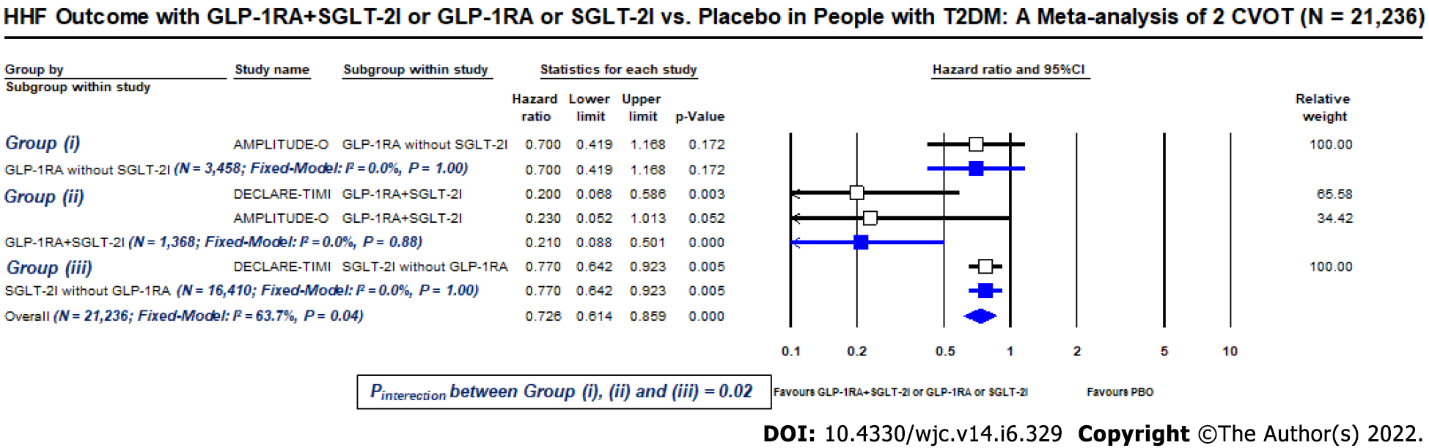 HHF Outcome with GLP-1RA+SGLT-2I or GLP-1RA or SGLT-2I vs. Placebo in People with T2DM: A Meta-analysis of 2 CVOT (N = 21,236)
Group by Study name Subgroup within study Statistics for each study Hazard ratio and 95%CI
Subgroup within study
Hazard Lower Upper Relative
ratio limit limit p-Value weight
Group (i) AMPLITUDE-O GLP-1RA without SGLT-2I 0.700 0.419 1.168 0.172 100.00
GLP-1RA without SGLT-2I (N = 3,458; Fixed-Model: I² = 0.0%, P = 1.00) 0.700 0.419 1.168 0.172
Group (ii) DECLARE-TIMI GLP-1RA+SGLT-2I 0.200 0.068 0.586 0.003 65.58
AMPLITUDE-O GLP-1RA+SGLT-2I 0.230 0.052 1.013 0.052 34.42
GLP-1RA+SGLT-2I (N = 1,368; Fixed-Model: I² = 0.0%, P = 0.88) 0.210 0.088 0.501 0.000
Group (iii) DECLARE-TIMI SGLT-2I without GLP-1RA 0.770 0.642 0.923 0.005 100.00
SGLT-2I without GLP-1RA (N = 16,410; Fixed-Model: I² = 0.0%, P = 1.00) 0.770 0.642 0.923 0.005
Overall (N = 21,236; Fixed-Model: I² = 63.7%, P = 0.04) 0.726 0.614 0.859 0.000
0.1 0.2 0.5 1 2 5 10
Pinterection between Group (i), (ii) and (iii) = 0.02 Favours GLP-1RA+SGLT-2I or GLP-1RA or SGLT-2I Favours PBO
DOI: 10.4330/wjc.v14.i6.329 Copyright ©The Author(s) 2022.